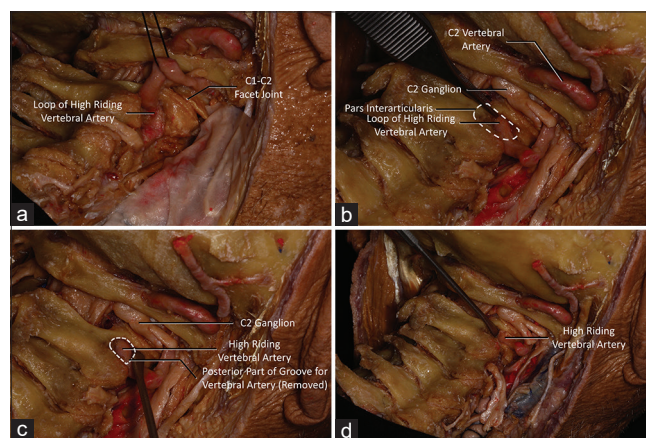 C1-C2
Facet Joint
Loop of High Riding
Vertebral Artery
a
C2 Vertebral
Artery
C2 Ganglion
Pars Interarticularis
Loop of High Riding
Vertebral Artery
b
C2 Ganglion
High Riding
Vertebral Artery
Posterior Part of Groove for
Vertebral Artery (Removed)
c
High Riding
Vertebral Artery
d